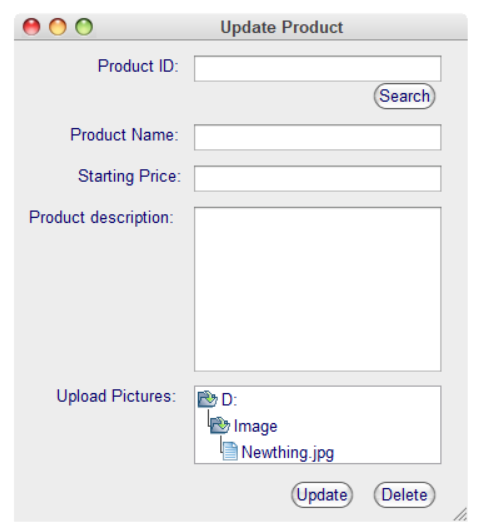 Update Product
Product ID:
Search
Product Name:
Starting Price:
Product description:
Upload Pictures:
D:
Image
Newthing.jpg
Update Delete